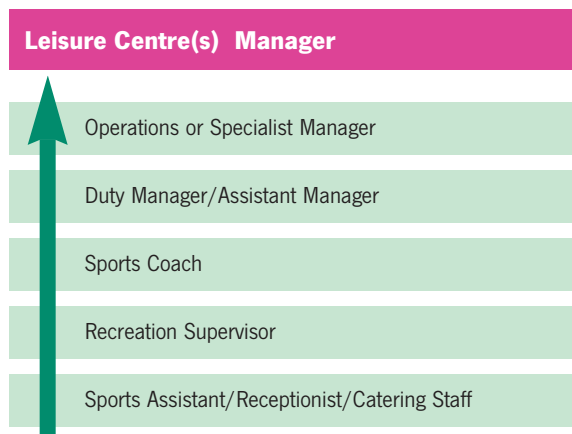 Leisure Centre(s) Manager
Operations or Specialist Manager
Duty Manager/Assistant Manager
Sports Coach
Recreation Supervisor
Sports Assistant/Receptionist/Catering Staff